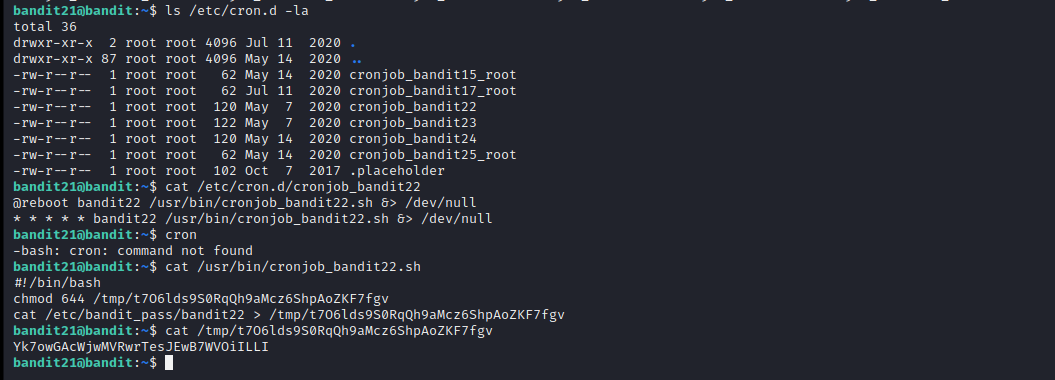 bandit21@bandit:~$ ls /etc/cron.d -la
total 36
drwxr-xr-x  2 root root 4096 Jul 11  2020 .
drwxr-xr-x 87 root root 4096 May 14  2020 ..
-rw-r--r--  1 root root   62 May 14  2020 cronjob_bandit15_root
-rw-r--r--  1 root root   62 Jul 11  2020 cronjob_bandit17_root
-rw-r--r--  1 root root  120 May  7  2020 cronjob_bandit22
-rw-r--r--  1 root root  122 May  7  2020 cronjob_bandit23
-rw-r--r--  1 root root  120 May 14  2020 cronjob_bandit24
-rw-r--r--  1 root root   62 May 14  2020 cronjob_bandit25_root
-rw-r--r--  1 root root  102 Oct  7  2017 .placeholder
bandit21@bandit:~$ cat /etc/cron.d/cronjob_bandit22
@reboot bandit22 /usr/bin/cronjob_bandit22.sh &> /dev/null
* * * * * bandit22 /usr/bin/cronjob_bandit22.sh &> /dev/null
bandit21@bandit:~$ cron
-bash: cron: command not found
bandit21@bandit:~$ cat /usr/bin/cronjob_bandit22.sh
#!/bin/bash
chmod 644 /tmp/t7O6lds9S0RqQh9aMcz6ShpAoZKF7fgv
cat /etc/bandit_pass/bandit22 > /tmp/t7O6lds9S0RqQh9aMcz6ShpAoZKF7fgv
bandit21@bandit:~$ cat /tmp/t7O6lds9S0RqQh9aMcz6ShpAoZKF7fgv
Yk7owGAcWjwMVRwrTesJEwB7WVOiILLI
bandit21@bandit:~$